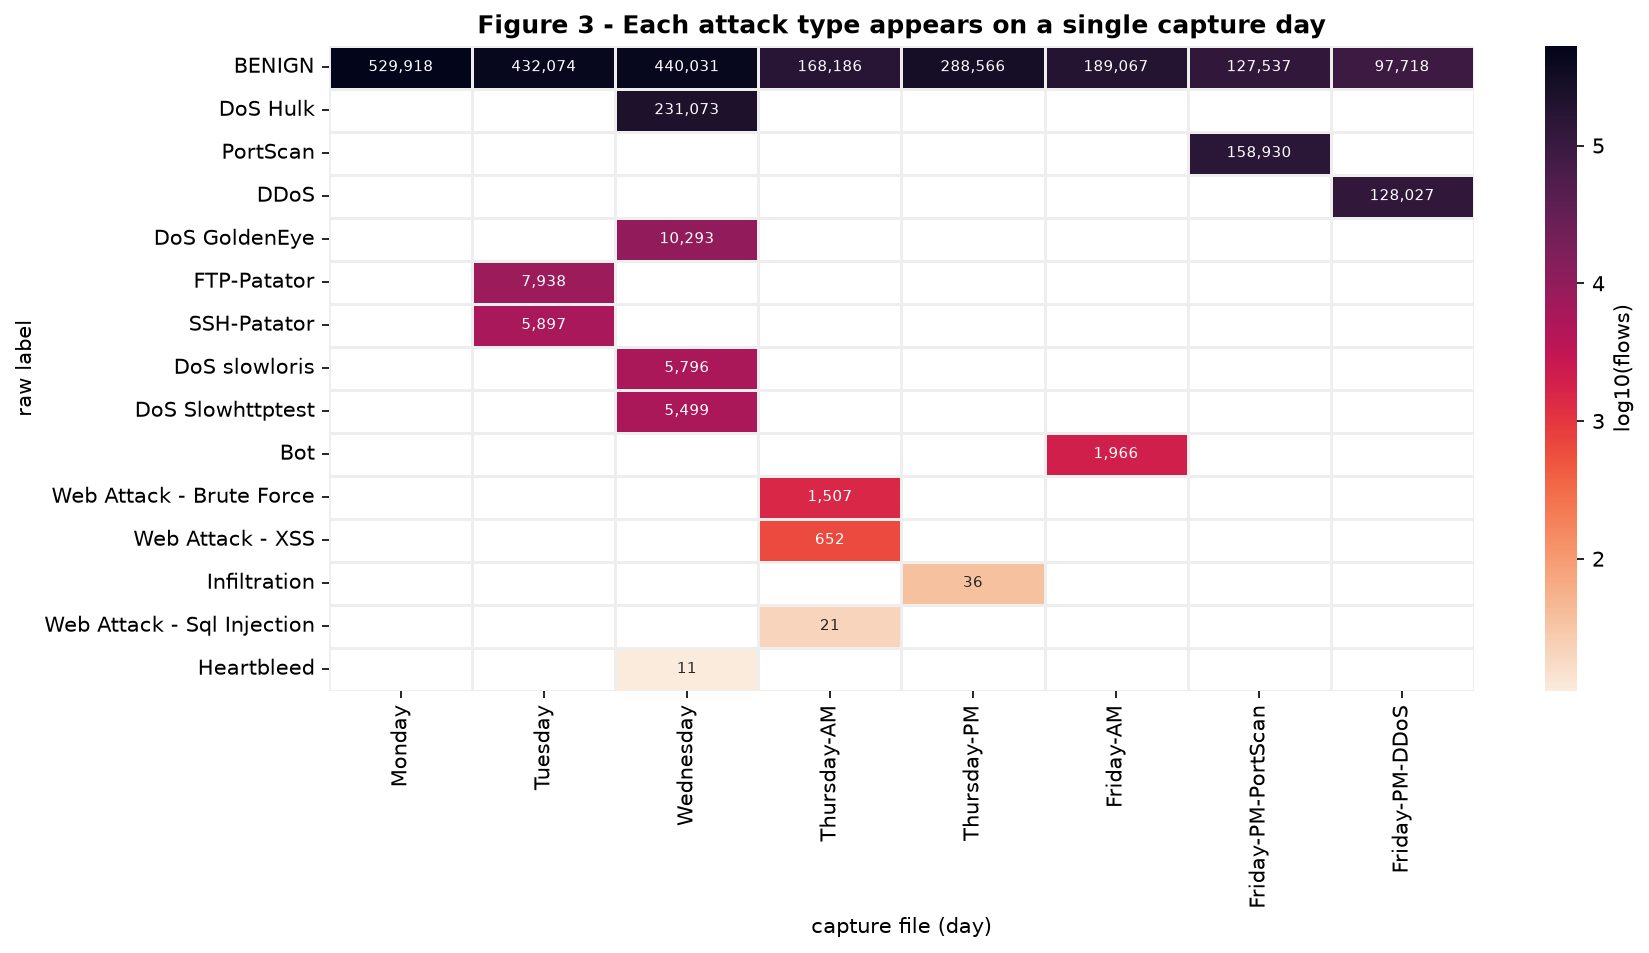 Figure 3 - Each attack type appears on a single capture day
BENIGN 529,918 432,074 440,031 168,186 288,566 189,067 127,537 97,718
DoS Hulk 231,073
PortScan 158,930
DDoS 128,027
DoS GoldenEye 10,293
FTP-Patator 7,938
SSH-Patator 5,897
DoS slowloris 5,796
DoS Slowhttptest 5,499
Bot 1,966
Web Attack - Brute Force 1,507
Web Attack - XSS 652
Infiltration 36
Web Attack - Sql Injection 21
Heartbleed 11
raw label
Monday
Tuesday
Wednesday
Thursday-AM
Thursday-PM
Friday-AM
Friday-PM-PortScan
Friday-PM-DDoS
capture file (day)
5
4
3
2
log10(flows)